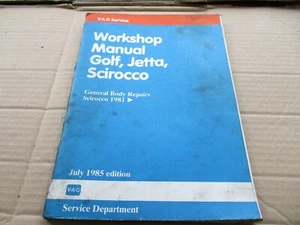 V.A.G Service
Workshop
Manual
Golf, Jetta,
Scirocco
General Body Repairs
Scirocco 1981 ►
July 1985 edition
V·A·G
Service Department